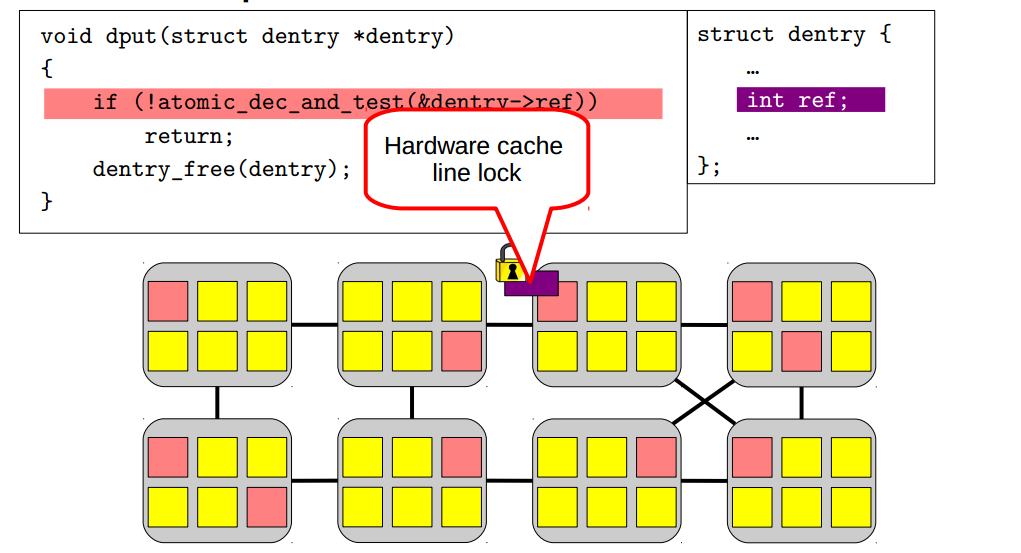 void dput(struct dentry *dentry)
{
if (!atomic_dec_and_test(&dentry->ref))
return;
dentry_free(dentry);
}
struct dentry {
…
int ref;
…
};
Hardware cache
line lock